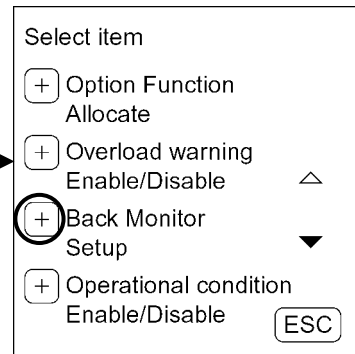 Select item
+ Option Function
Allocate
+ Overload warning
Enable/Disable
+ Back Monitor
Setup
+ Operational condition
Enable/Disable
ESC